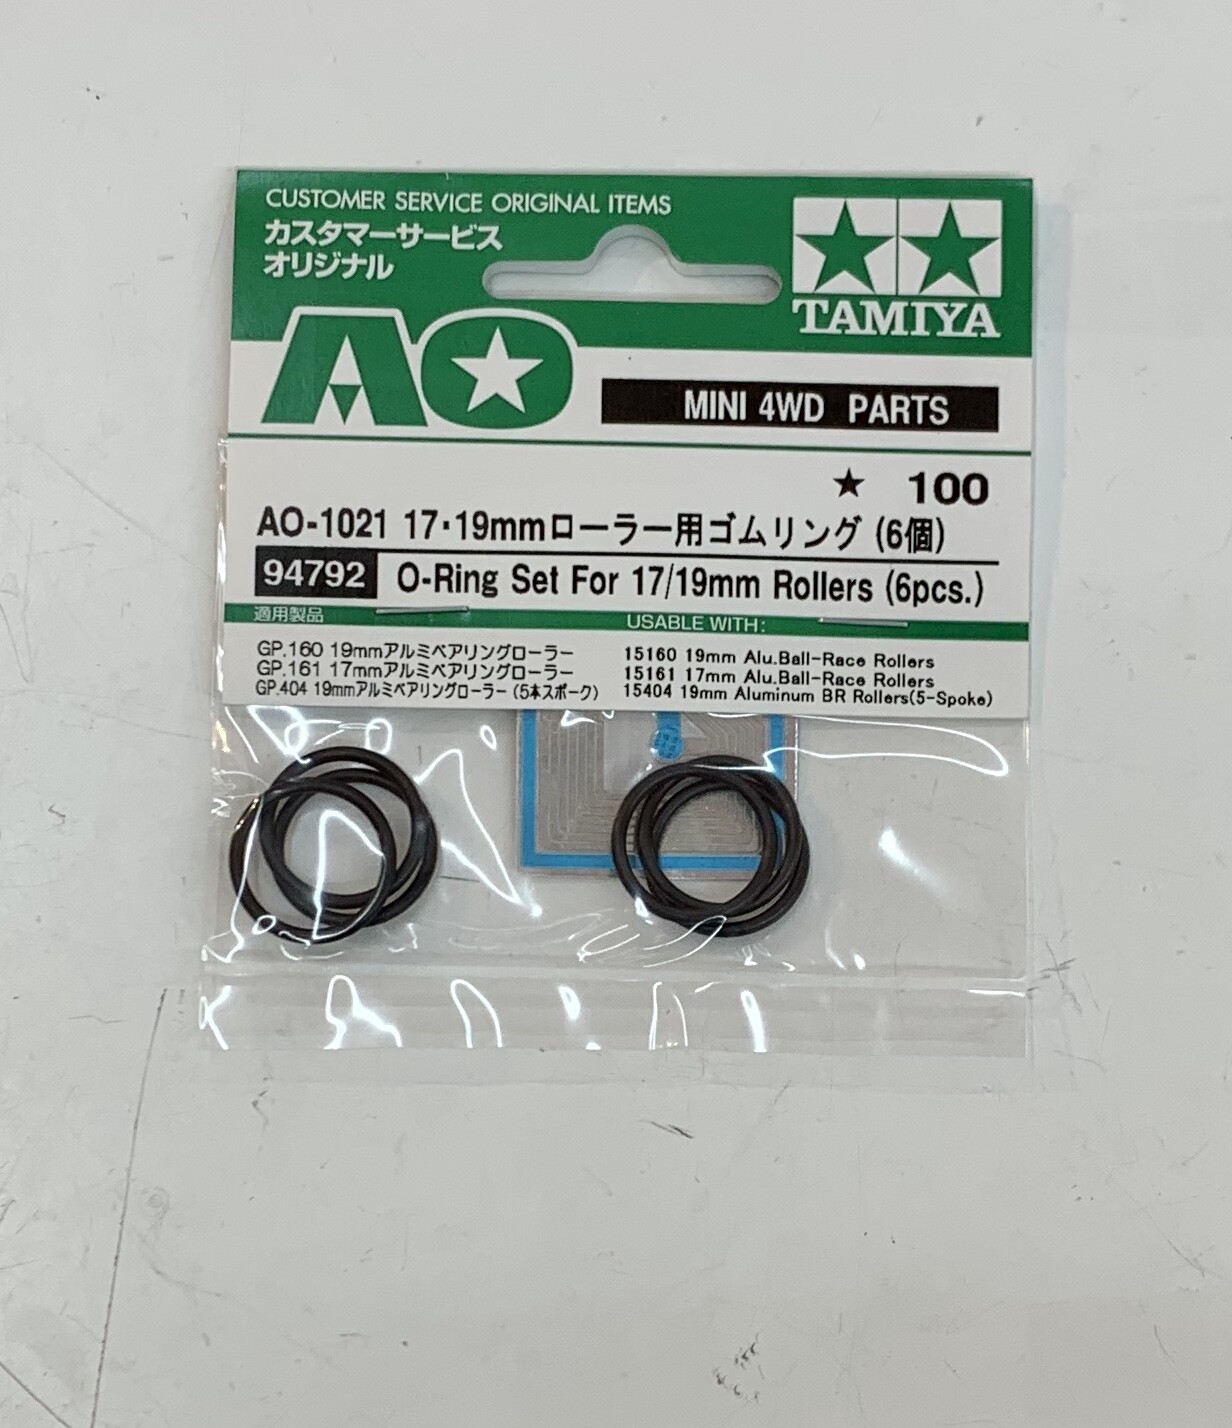 CUSTOMER SERVICE ORIGINAL ITEMS
カスタマーサービス
オリジナル
TAMIYA
AO
MINI 4WD PARTS
★ 100
AO-1021 17・19mmローラー用ゴムリング (6個)
94792 O-Ring Set For 17/19mm Rollers (6pcs.)
適用製品
USABLE WITH:
GP.160 19mmアルミベアリングローラー
GP.161 17mmアルミベアリングローラー
GP.404 19mmアルミベアリングローラー (5本スポーク)
15160 19mm Alu.Ball-Race Rollers
15161 17mm Alu.Ball-Race Rollers
15404 19mm Aluminum BR Rollers(5-Spoke)